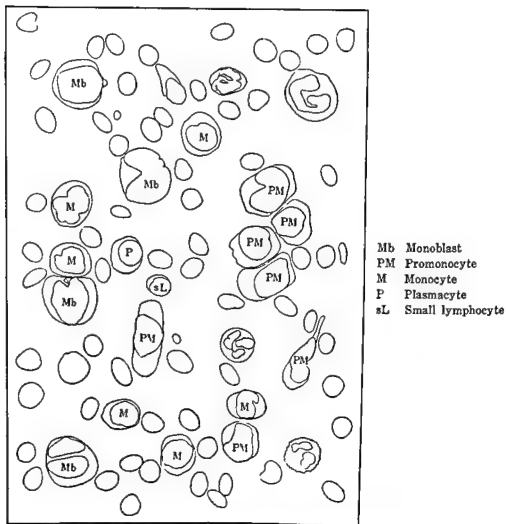 Mb
M
Mb
PM
M
PM
P
PM
M
PM
sL
Mb
PM
PM
M
M
PM
M
Mb
Mb Monoblast
PM Promonocyte
M Monocyte
P Plasmacyte
sL Small lymphocyte